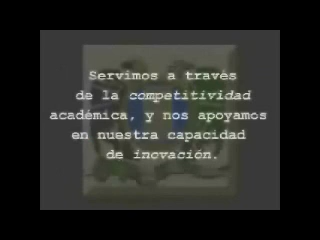 Servimos a través
de la competitividad
académica, y nos apoyamos
en nuestra capacidad
de inovación.